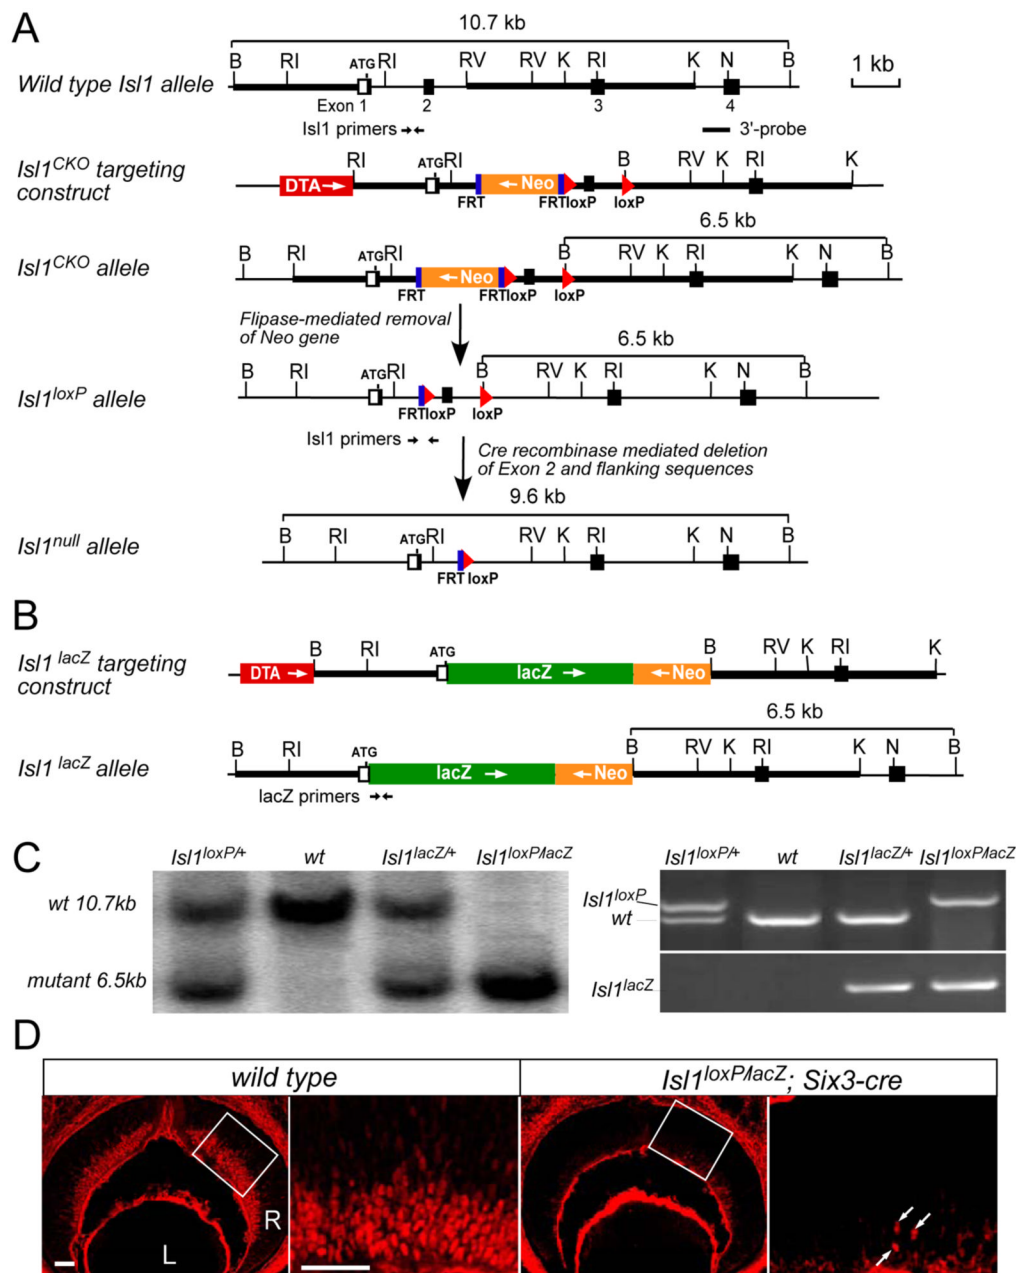 A
10.7 kb
B RI ATG RI RV RV K RI K N B
1 kb
Wild type Isl1 allele
Exon 1 2 3 4
Isl1 primers
3'-probe
Isl1CKO targeting construct
RI ATG RI B RV K RI K
DTA Neo
FRT FRT loxP loxP
6.5 kb
Isl1CKO allele
B RI ATG RI B RV K RI K N B
Neo
FRT FRT loxP loxP
Flipase-mediated removal
of Neo gene
6.5 kb
Isl1loxP allele
B RI ATG RI B RV K RI K N B
FRT loxP loxP
Isl1 primers
Cre recombinase mediated deletion
of Exon 2 and flanking sequences
9.6 kb
Isl1null allele
B RI ATG RI RV K RI K N B
FRT loxP
B
Isl1 lacZ targeting construct
B RI ATG B RV K RI K
DTA lacZ Neo
6.5 kb
Isl1 lacZ allele
B RI ATG B RV K RI K N B
lacZ Neo
lacZ primers
C
Isl1loxP/+ wt Isl1lacZ/+ Isl1loxP/lacZ
wt 10.7kb
mutant 6.5kb
Isl1loxP/+ wt Isl1lacZ/+ Isl1loxP/lacZ
Isl1loxP
wt
Isl1lacZ
D
wild type
Isl1loxP/lacZ; Six3-cre
R
L